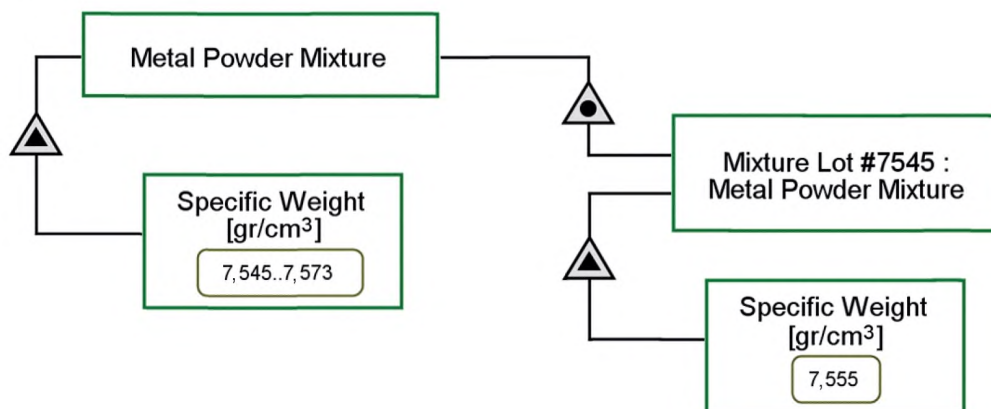 Metal Powder Mixture
Specific Weight
[gr/cm³]
7,545..7,573
Mixture Lot #7545 :
Metal Powder Mixture
Specific Weight
[gr/cm³]
7,555